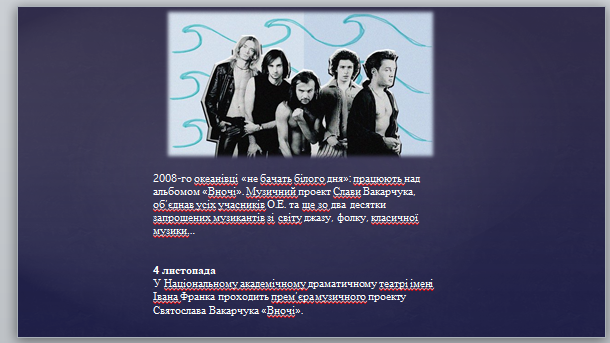 2008-го океанівці «не бачать білого дня»: працюють над
альбомом «Вночі». Музичний проект Слави Вакарчука,
об'єднав усіх учасників О.Е. та ще зо два десятки
запрошених музикантів зі світу джазу, фолку, класичної
музики...
4 листопада
У Національному академічному драматичному театрі імені
Івана Франка проходить прем'єра музичного проекту
Святослава Вакарчука «Вночі».